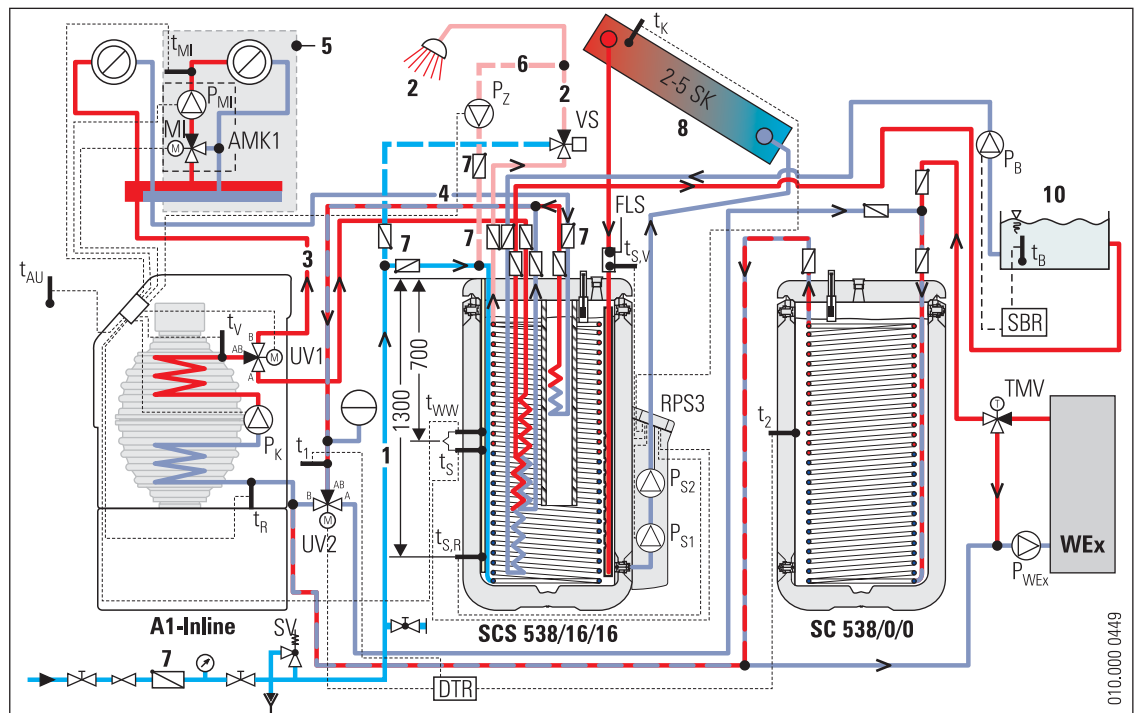 t_MI
5
P_MI
MI
M
AMK1
2
6
P_Z
2
VS
t_K
2-5 SK
8
P_B
10
t_B
SBR
7
4
7
7
7
FLS
t_S,V
3
t_AU
t_V
B
AB
A
M
UV1
P_K
t_R
t_1
AB
B
A
M
UV2
700
1300
t_WW
t_S
t_S,R
1
RPS3
P_S2
P_S1
t_2
TMV
T
WEx
P_WEx
A1-Inline
SCS 538/16/16
SC 538/0/0
SV
7
DTR
010.000 0449